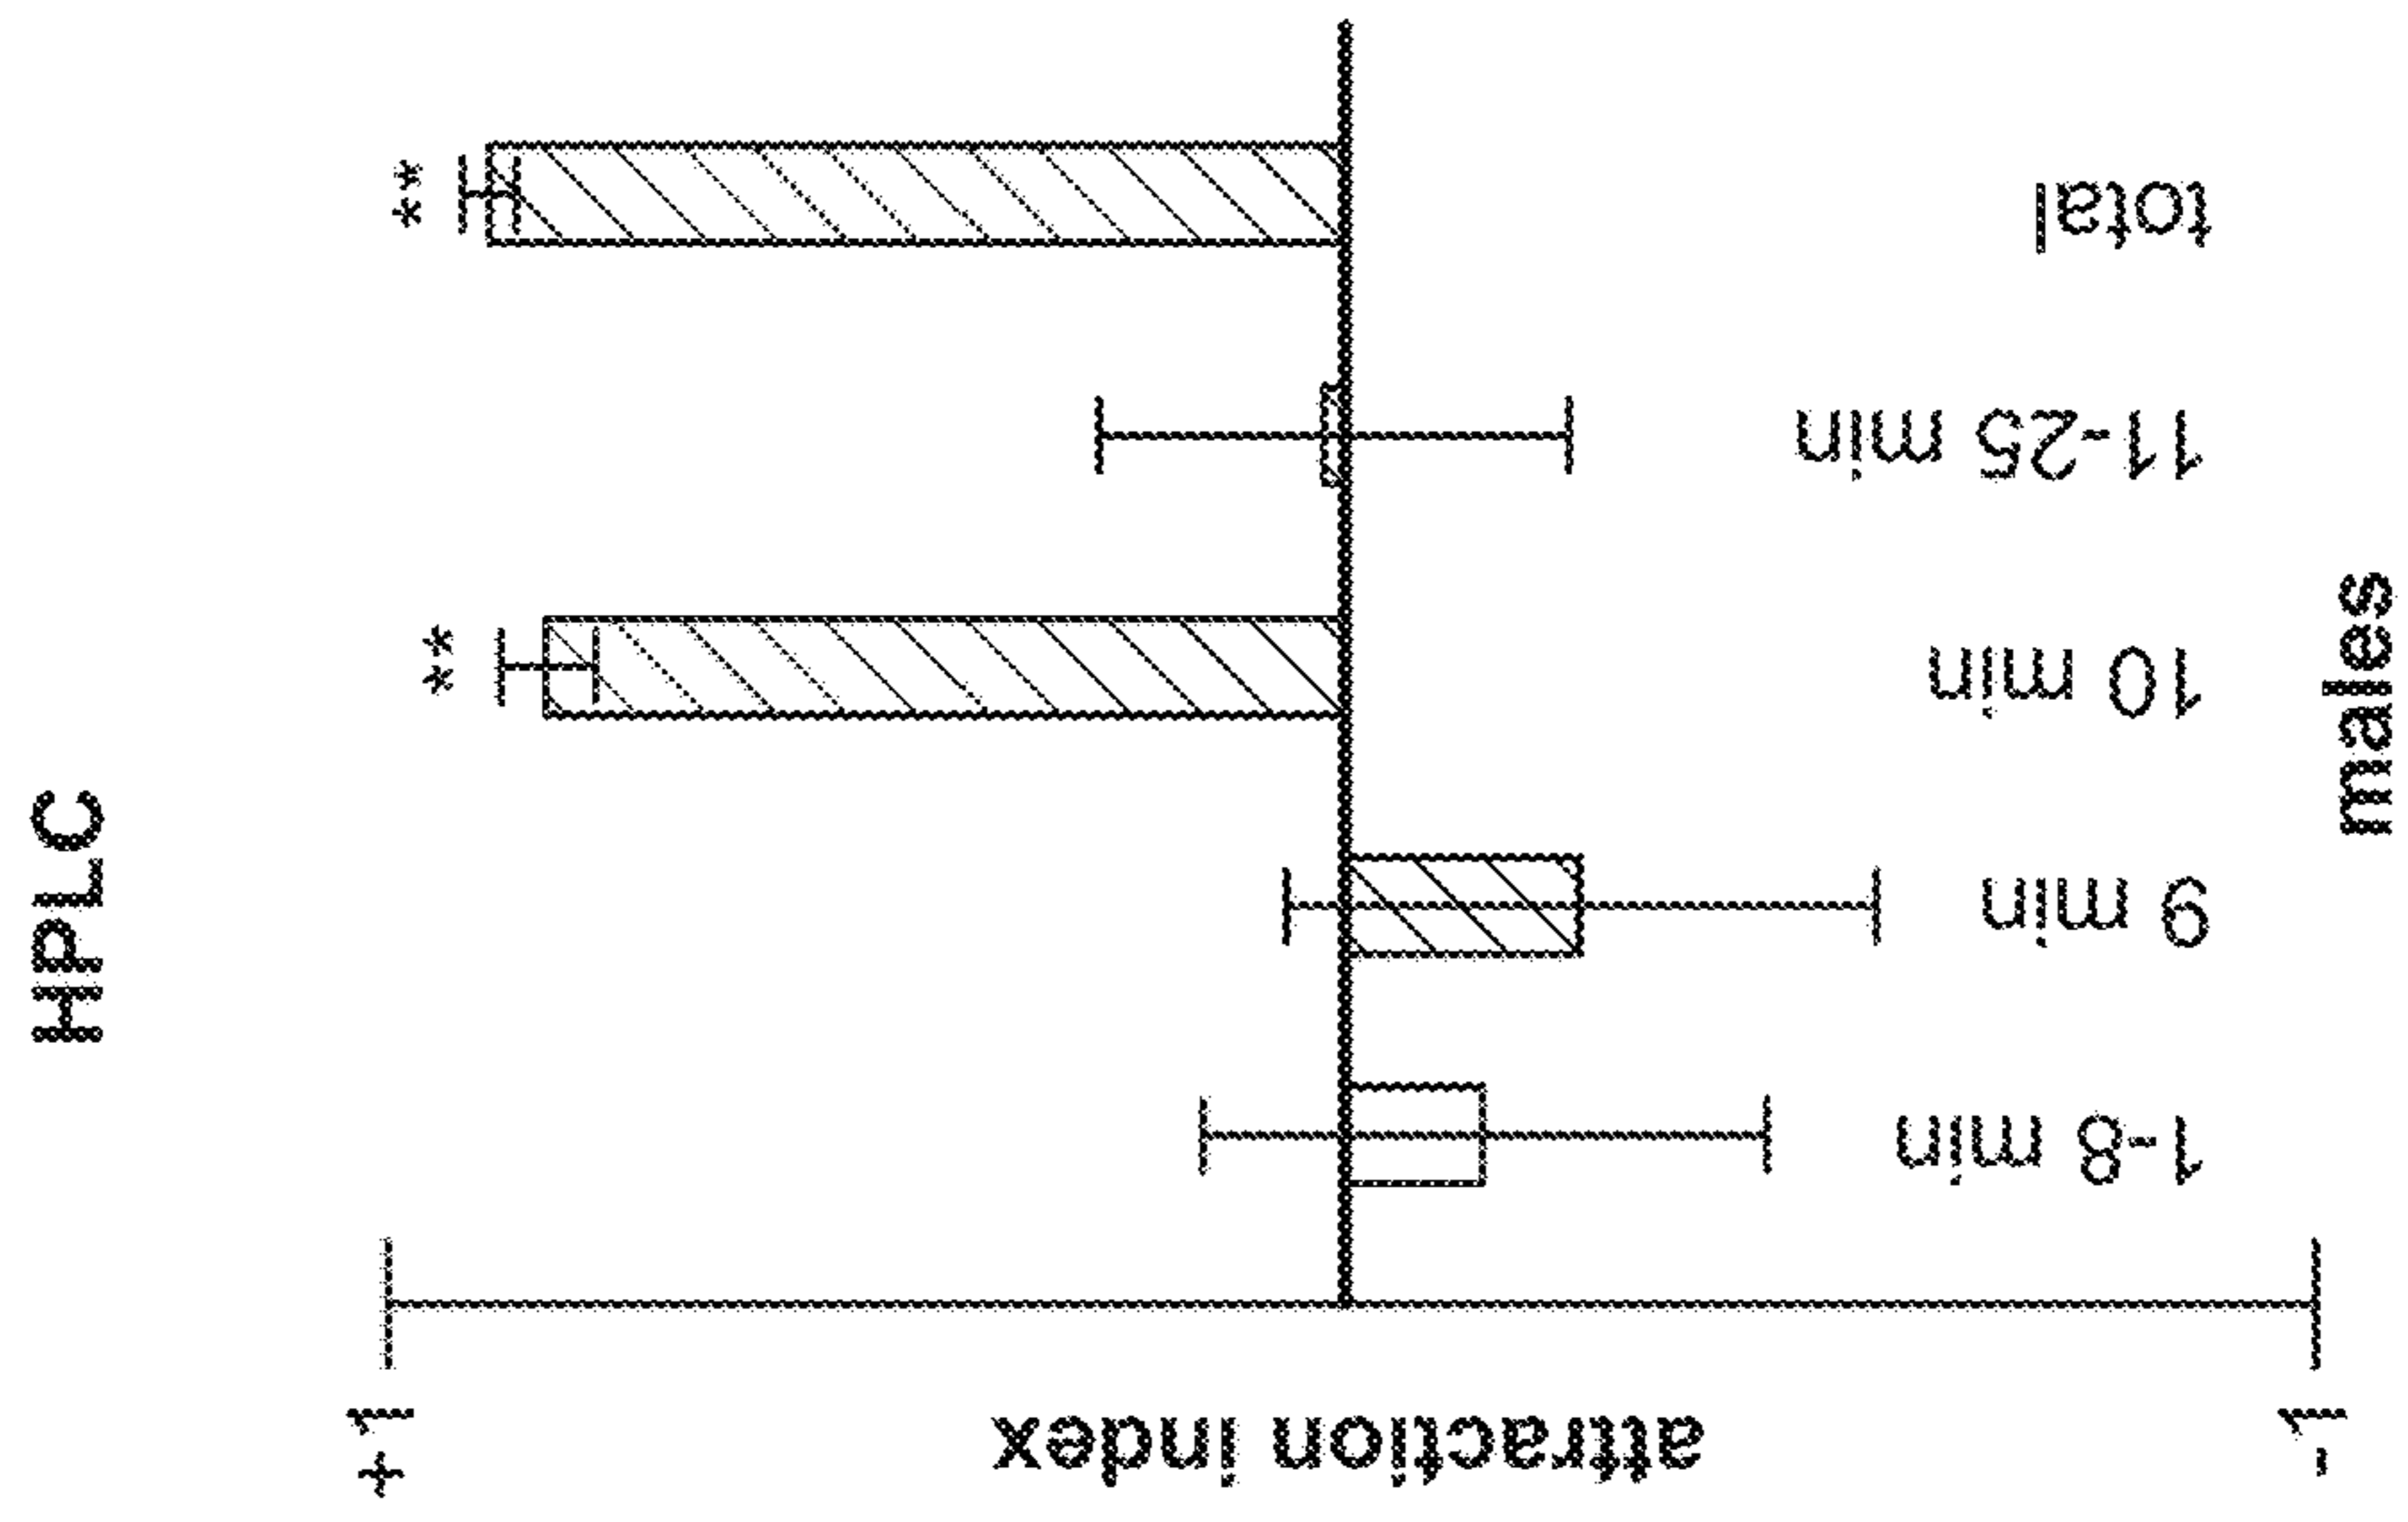 HPLC
+1
attraction index
-1
**
**
1-8 min
9 min
10 min
11-25 min
total
males